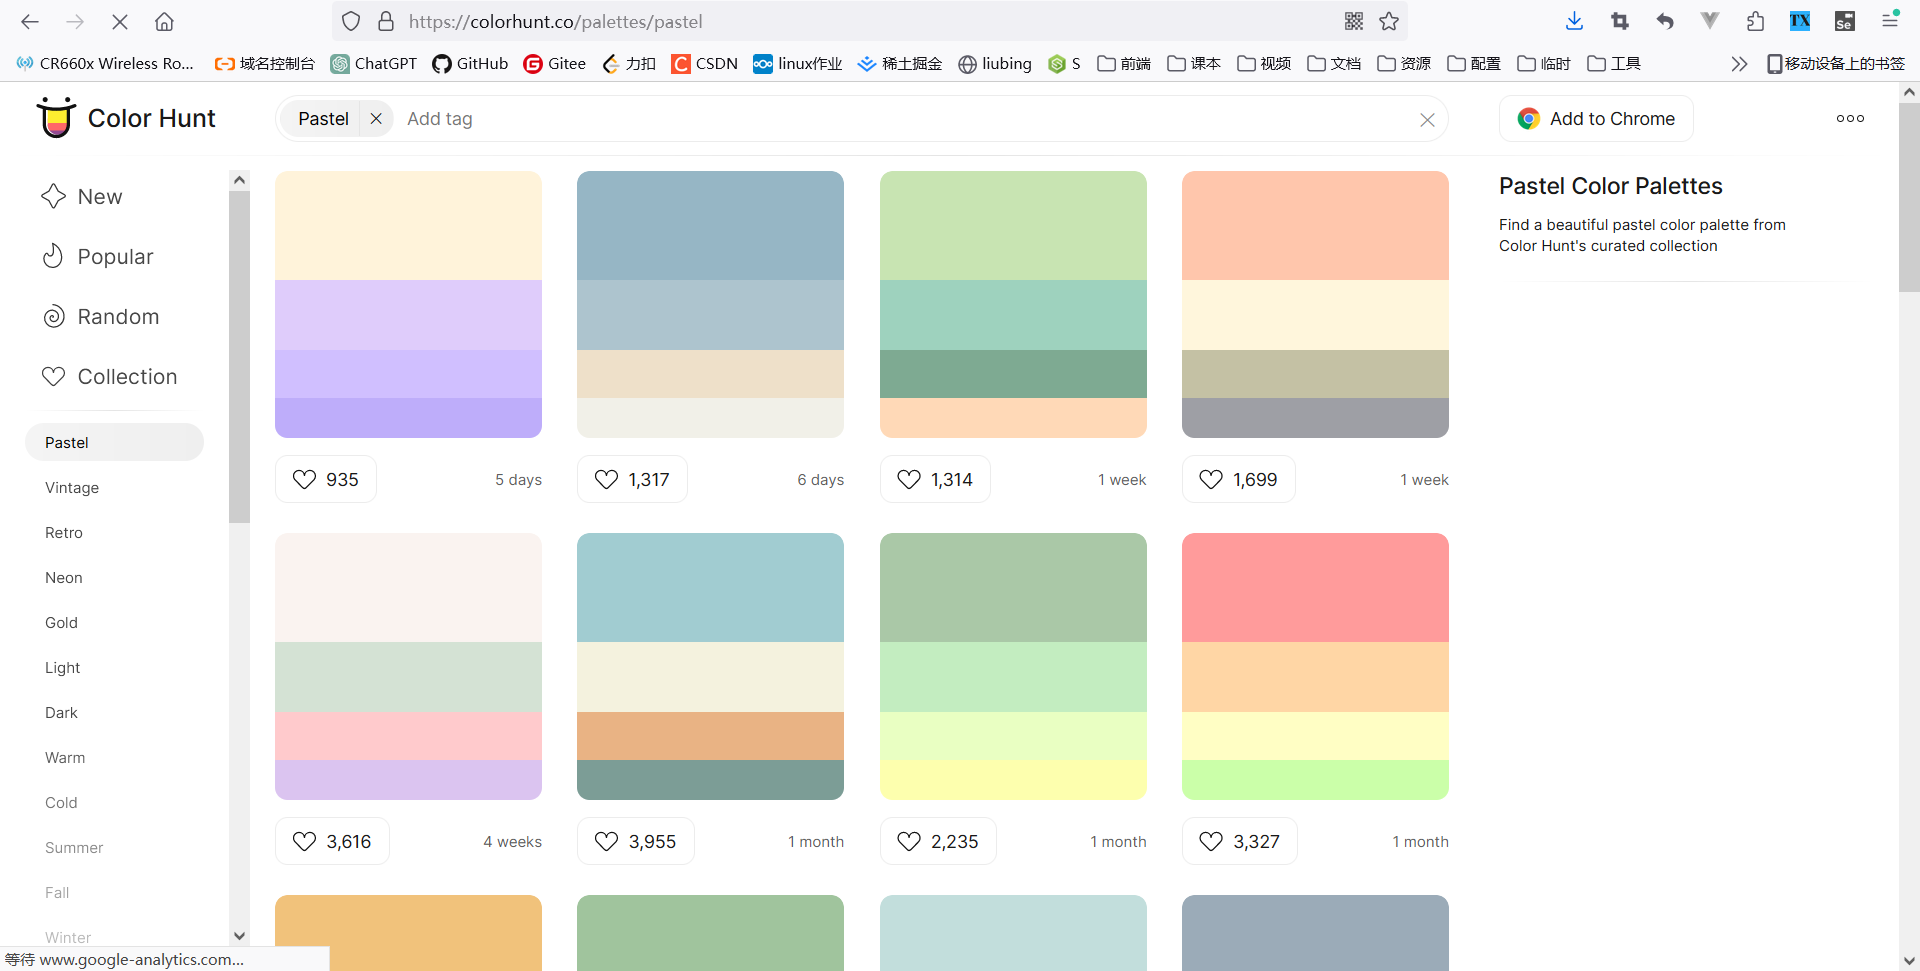 https://colorhunt.co/palettes/pastel
CR660x Wireless Ro...
域名控制台
ChatGPT
GitHub
Gitee
力扣
CSDN
linux作业
稀土掘金
liubing
S
前端
课本
视频
文档
资源
配置
临时
工具
移动设备上的书签
Color Hunt
Pastel
Add tag
Add to Chrome
New
Popular
Random
Collection
Pastel
Vintage
Retro
Neon
Gold
Light
Dark
Warm
Cold
Summer
Fall
Winter
935
5 days
1,317
6 days
1,314
1 week
1,699
1 week
3,616
4 weeks
3,955
1 month
2,235
1 month
3,327
1 month
Pastel Color Palettes
Find a beautiful pastel color palette from
Color Hunt's curated collection
等待 www.google-analytics.com...
TX
Se